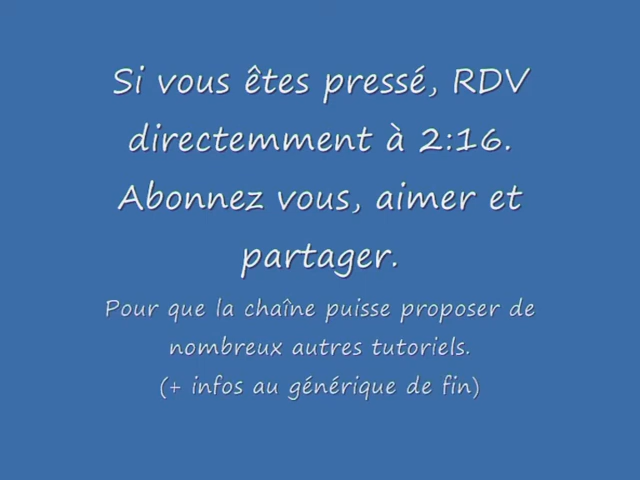 Si vous êtes pressé, RDV
directemment à 2:16.
Abonnez vous, aimer et
partager.
Pour que la chaîne puisse proposer de
nombreux autres tutoriels.
(+ infos au générique de fin)